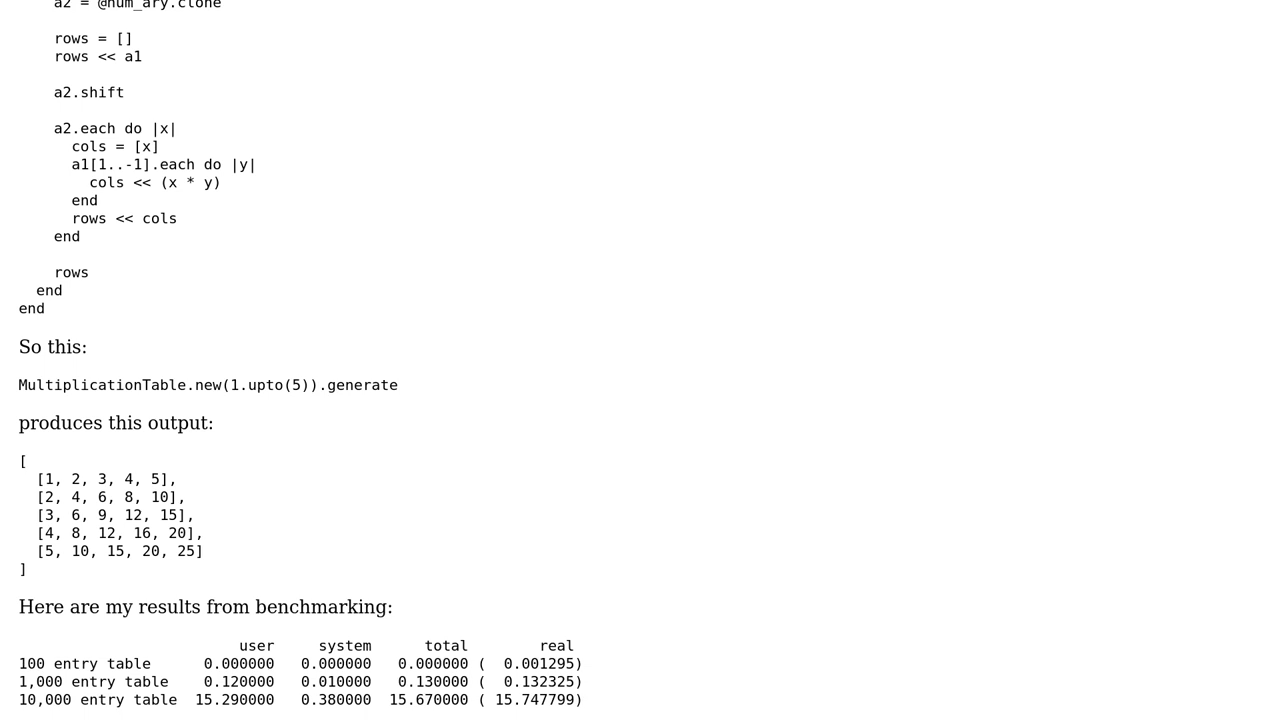 a2 = @num_ary.clone

    rows = []
    rows << a1

    a2.shift

    a2.each do |x|
      cols = [x]
      a1[1..-1].each do |y|
        cols << (x * y)
      end
      rows << cols
    end

    rows
  end
end
So this:
MultiplicationTable.new(1.upto(5)).generate
produces this output:
[
  [1, 2, 3, 4, 5],
  [2, 4, 6, 8, 10],
  [3, 6, 9, 12, 15],
  [4, 8, 12, 16, 20],
  [5, 10, 15, 20, 25]
]
Here are my results from benchmarking:
                         user     system      total        real
100 entry table      0.000000   0.000000   0.000000 (  0.001295)
1,000 entry table    0.120000   0.010000   0.130000 (  0.132325)
10,000 entry table  15.290000   0.380000  15.670000 ( 15.747799)